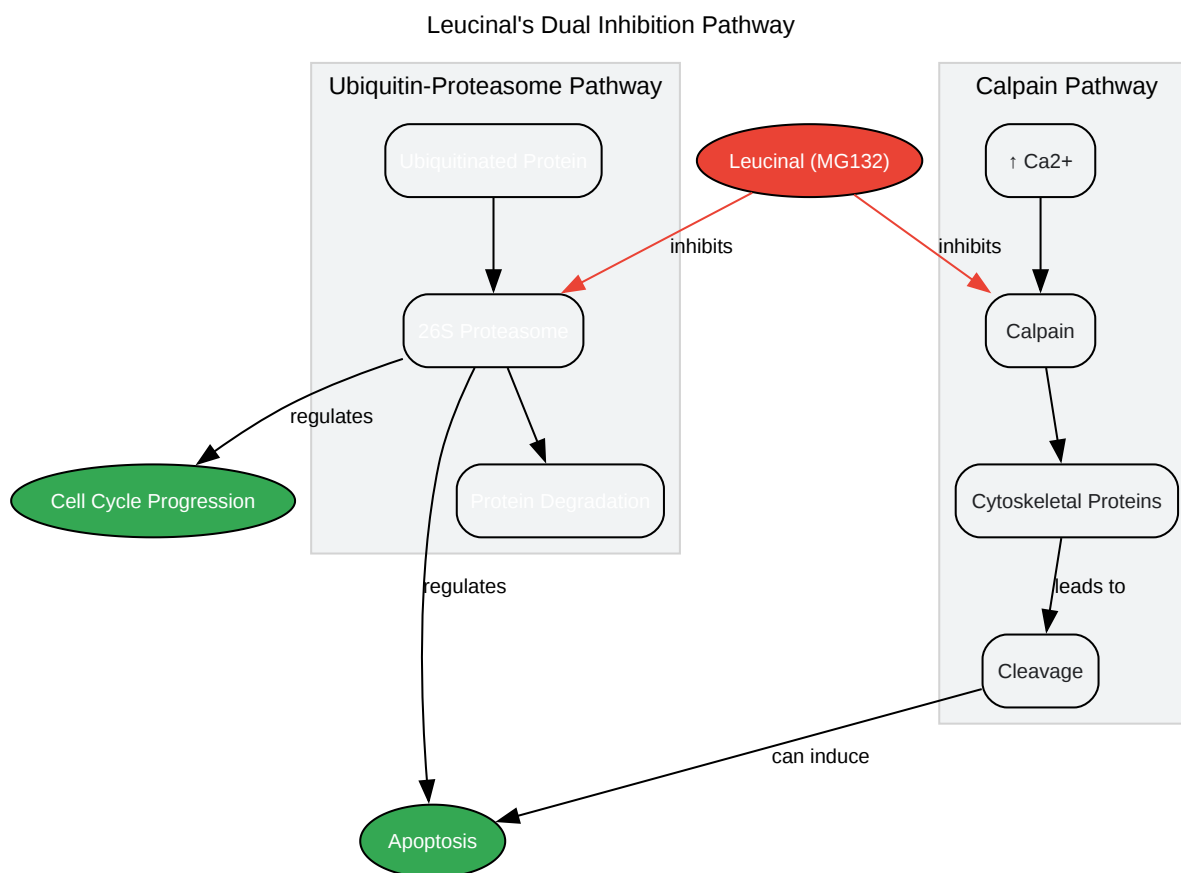 Leucinal's Dual Inhibition Pathway
Ubiquitin-Proteasome Pathway
Calpain Pathway
Ubiquitinated Protein
Leucinal (MG132)
↑ Ca2+
inhibits
inhibits
26S Proteasome
Calpain
regulates
Cell Cycle Progression
Protein Degradation
Cytoskeletal Proteins
regulates
leads to
Cleavage
can induce
Apoptosis